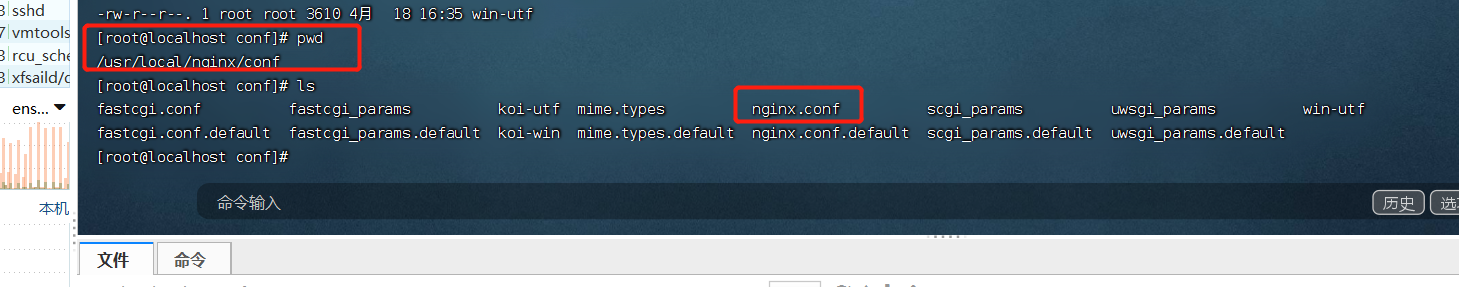 3 sshd
7 vmtools
3 rcu_sche
3 xfsaild/d
ens...
本机
-rw-r--r--. 1 root root 3610 4月  18 16:35 win-utf
[root@localhost conf]# pwd
/usr/local/nginx/conf
[root@localhost conf]# ls
fastcgi.conf fastcgi_params koi-utf mime.types nginx.conf scgi_params uwsgi_params win-utf
fastcgi.conf.default fastcgi_params.default koi-win mime.types.default nginx.conf.default scgi_params.default uwsgi_params.default
[root@localhost conf]#
命令输入 历史
文件 命令